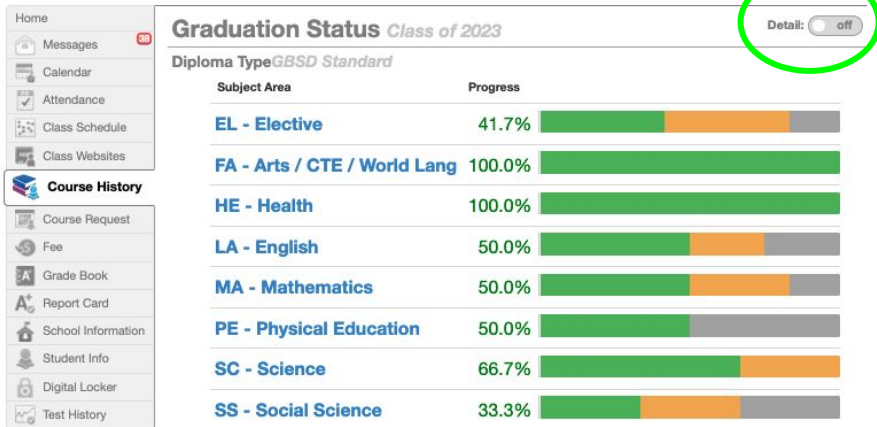 Home
Messages 38
Calendar
Attendance
Class Schedule
Class Websites
Course History
Course Request
Fee
Grade Book
Report Card
School Information
Student Info
Digital Locker
Test History
Graduation Status Class of 2023
Detail: off
Diploma TypeGBSD Standard
Subject Area Progress
EL - Elective 41.7%
FA - Arts / CTE / World Lang 100.0%
HE - Health 100.0%
LA - English 50.0%
MA - Mathematics 50.0%
PE - Physical Education 50.0%
SC - Science 66.7%
SS - Social Science 33.3%